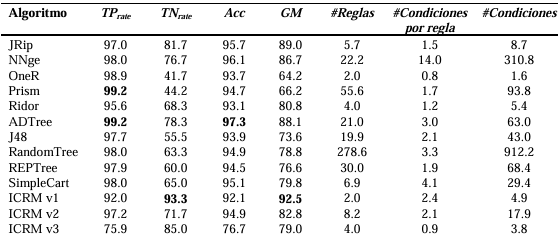 Algoritmo TPrate TNrate Acc GM #Reglas #Condiciones por regla #Condiciones
JRip 97.0 81.7 95.7 89.0 5.7 1.5 8.7
NNge 98.0 76.7 96.1 86.7 22.2 14.0 310.8
OneR 98.9 41.7 93.7 64.2 2.0 0.8 1.6
Prism 99.2 44.2 94.7 66.2 55.6 1.7 93.8
Ridor 95.6 68.3 93.1 80.8 4.0 1.2 5.4
ADTree 99.2 78.3 97.3 88.1 21.0 3.0 63.0
J48 97.7 55.5 93.9 73.6 19.9 2.1 43.0
RandomTree 98.0 63.3 94.9 78.8 278.6 3.3 912.2
REPTree 97.9 60.0 94.5 76.6 30.0 1.9 68.4
SimpleCart 98.0 65.0 95.1 79.8 6.9 4.1 29.4
ICRM v1 92.0 93.3 92.1 92.5 2.0 2.4 4.9
ICRM v2 97.2 71.7 94.9 82.8 8.2 2.1 17.9
ICRM v3 75.9 85.0 76.7 79.0 4.0 0.9 3.8